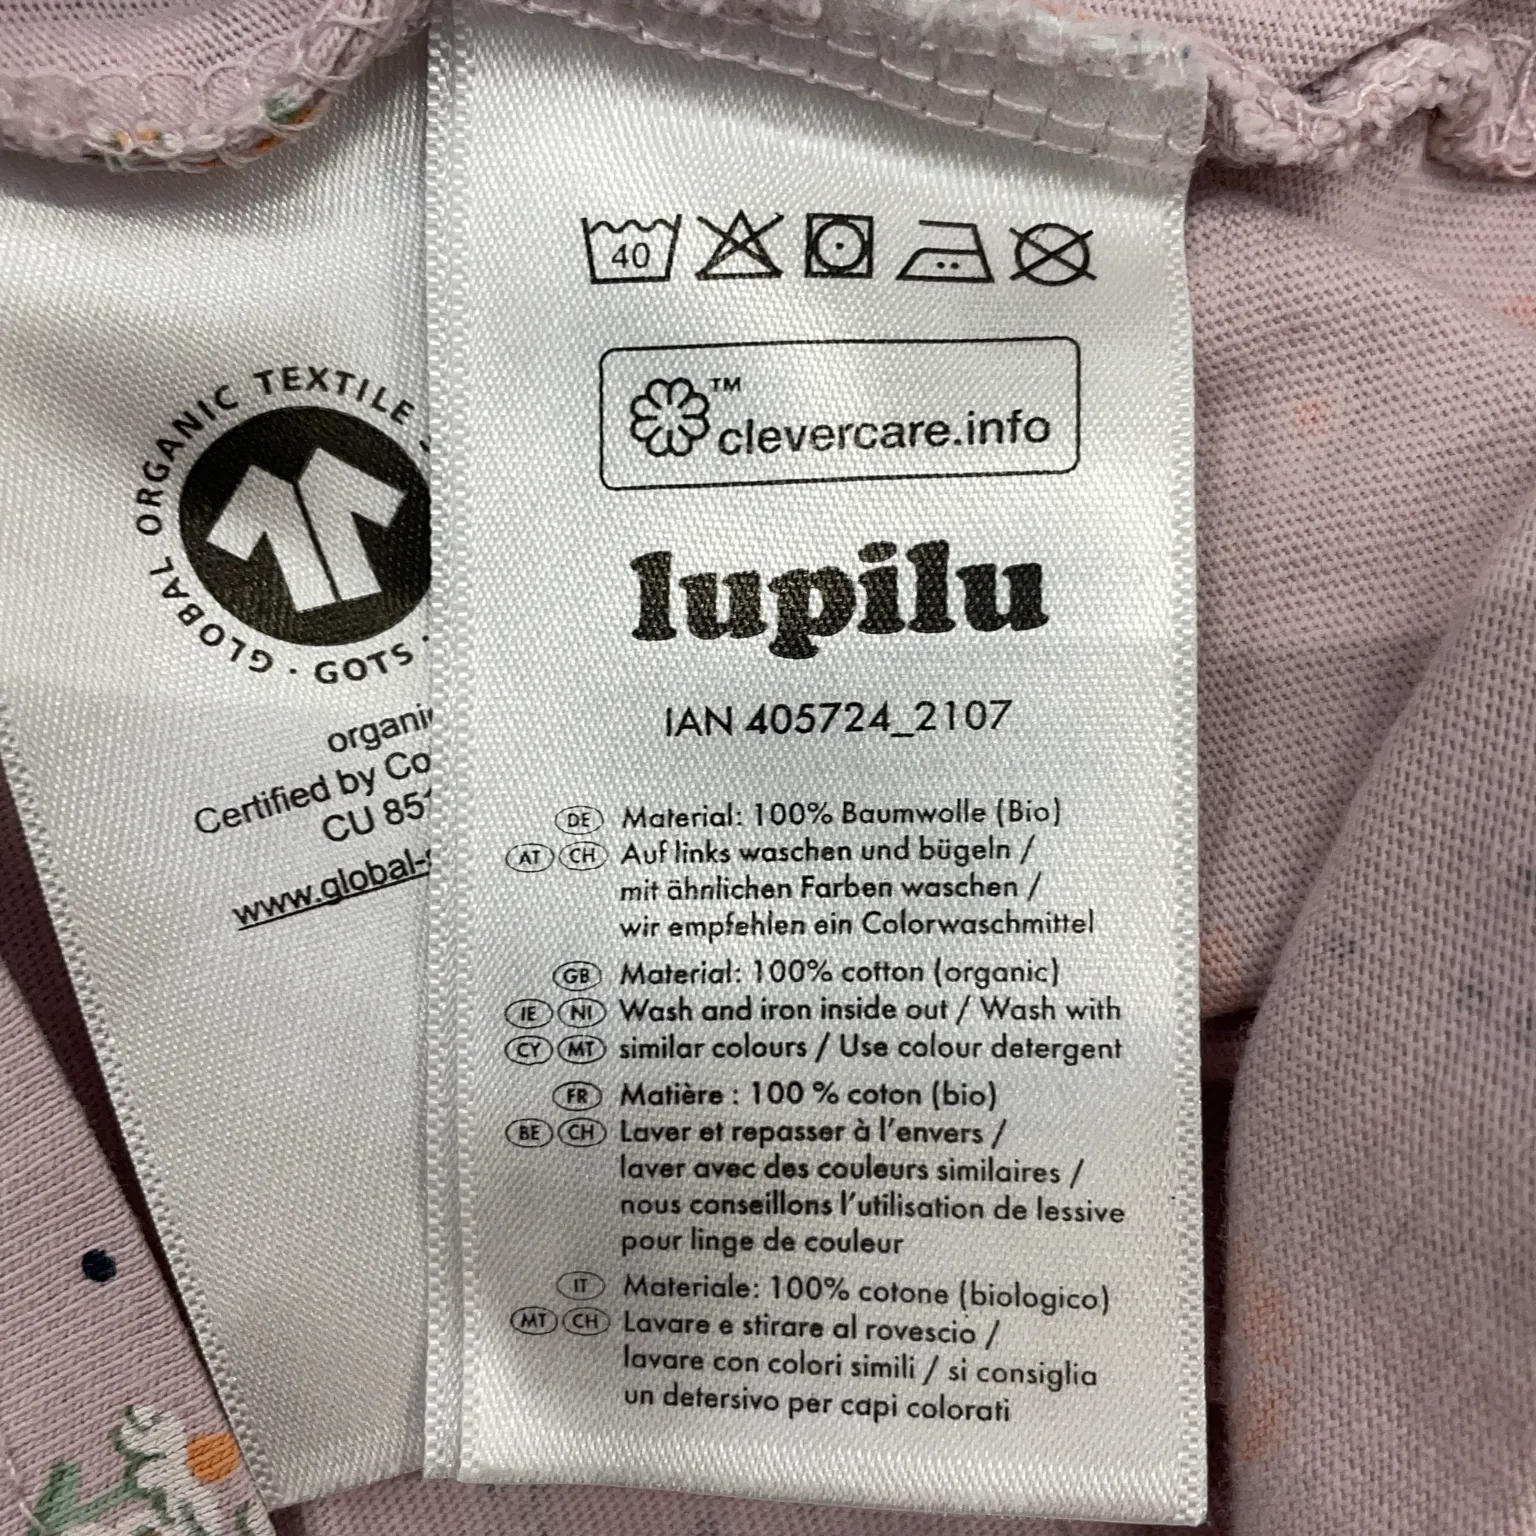 GLOBAL ORGANIC TEXTILE
· GOTS ·
Certified by
CU
40
™
clevercare.info
lupilu
IAN 405724_2107
DE Material: 100% Baumwolle (Bio)
AT CH Auf links waschen und bügeln /
mit ähnlichen Farben waschen /
wir empfehlen ein Colorwaschmittel
GB Material: 100% cotton (organic)
IE NI Wash and iron inside out / Wash with
CY MT similar colours / Use colour detergent
FR Matière : 100 % coton (bio)
BE CH Laver et repasser à l'envers /
laver avec des couleurs similaires /
nous conseillons l'utilisation de lessive
pour linge de couleur
IT Materiale: 100% cotone (biologico)
MT CH Lavare e stirare al rovescio /
lavare con colori simili / si consiglia
un detersivo per capi colorati